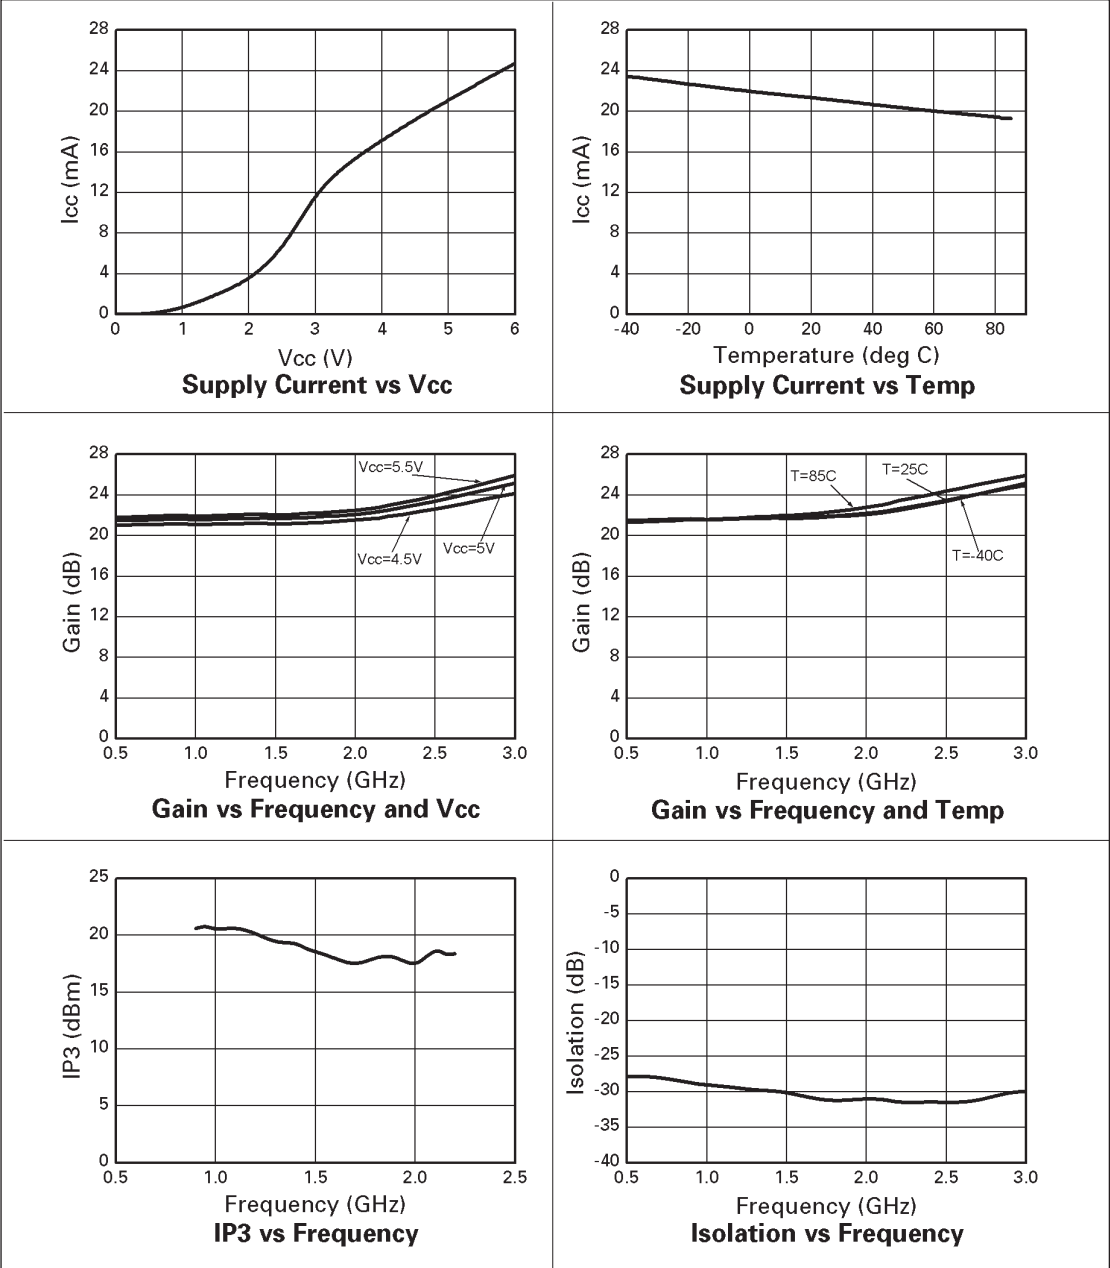 28
24
20
16
12
8
4
0
Icc (mA)
0 1 2 3 4 5 6
Vcc (V)
Supply Current vs Vcc
28
24
20
16
12
8
4
0
Icc (mA)
-40 -20 0 20 40 60 80
Temperature (deg C)
Supply Current vs Temp
28
24
20
16
12
8
4
0
Gain (dB)
Vcc=5.5V
Vcc=5V
Vcc=4.5V
0.5 1.0 1.5 2.0 2.5 3.0
Frequency (GHz)
Gain vs Frequency and Vcc
28
24
20
16
12
8
4
0
Gain (dB)
T=85C
T=25C
T=-40C
0.5 1.0 1.5 2.0 2.5 3.0
Frequency (GHz)
Gain vs Frequency and Temp
25
20
15
10
5
0
IP3 (dBm)
0.5 1.0 1.5 2.0 2.5
Frequency (GHz)
IP3 vs Frequency
0
-5
-10
-15
-20
-25
-30
-35
-40
Isolation (dB)
0.5 1.0 1.5 2.0 2.5 3.0
Frequency (GHz)
Isolation vs Frequency